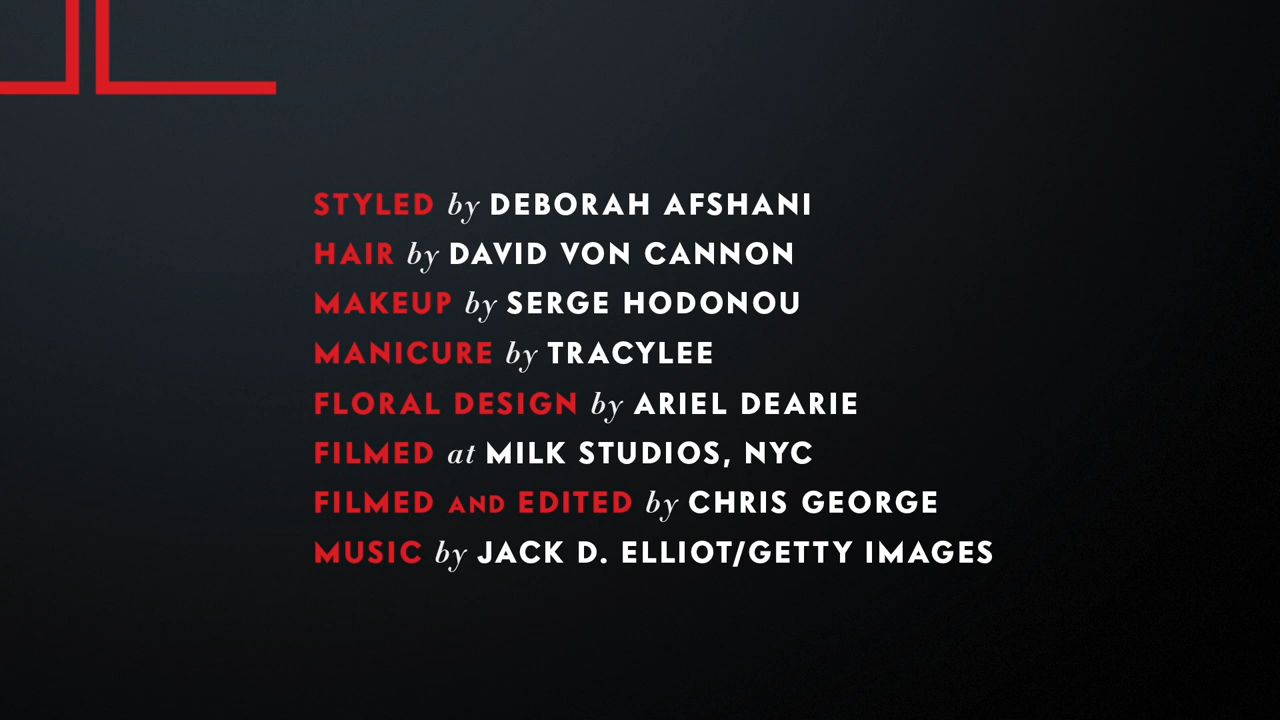 STYLED by DEBORAH AFSHANI
HAIR by DAVID VON CANNON
MAKEUP by SERGE HODONOU
MANICURE by TRACYLEE
FLORAL DESIGN by ARIEL DEARIE
FILMED at MILK STUDIOS, NYC
FILMED AND EDITED by CHRIS GEORGE
MUSIC by JACK D. ELLIOT/GETTY IMAGES